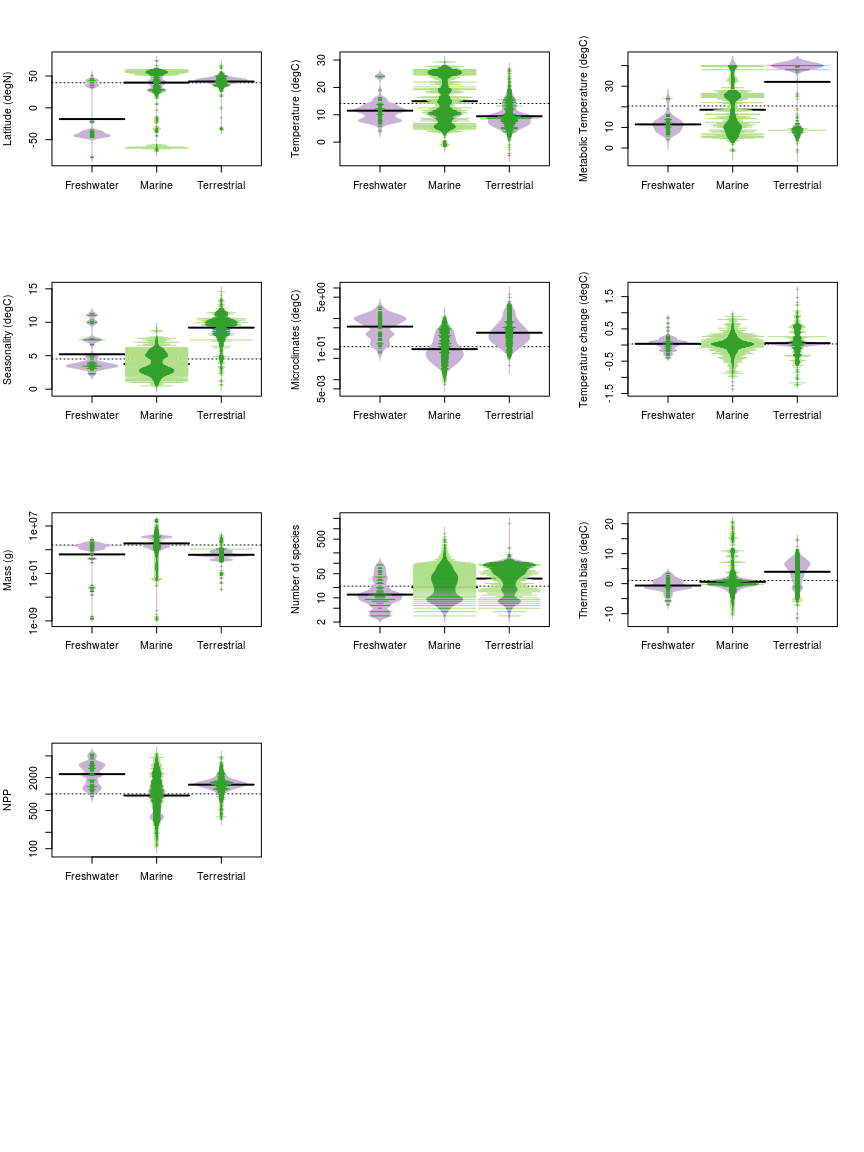 Latitude (degN)
50
0
-50
Freshwater Marine Terrestrial
Temperature (degC)
30
20
10
0
Freshwater Marine Terrestrial
Metabolic Temperature (degC)
30
10
0
Freshwater Marine Terrestrial
Seasonality (degC)
15
10
5
0
Freshwater Marine Terrestrial
Microclimates (degC)
5e+00
1e-01
5e-03
Freshwater Marine Terrestrial
Temperature change (degC)
1.5
0.5
-0.5
-1.5
Freshwater Marine Terrestrial
Mass (g)
1e+07
1e-01
1e-09
Freshwater Marine Terrestrial
Number of species
500
50
10
2
Freshwater Marine Terrestrial
Thermal bias (degC)
20
10
0
-10
Freshwater Marine Terrestrial
NPP
2000
500
100
Freshwater Marine Terrestrial